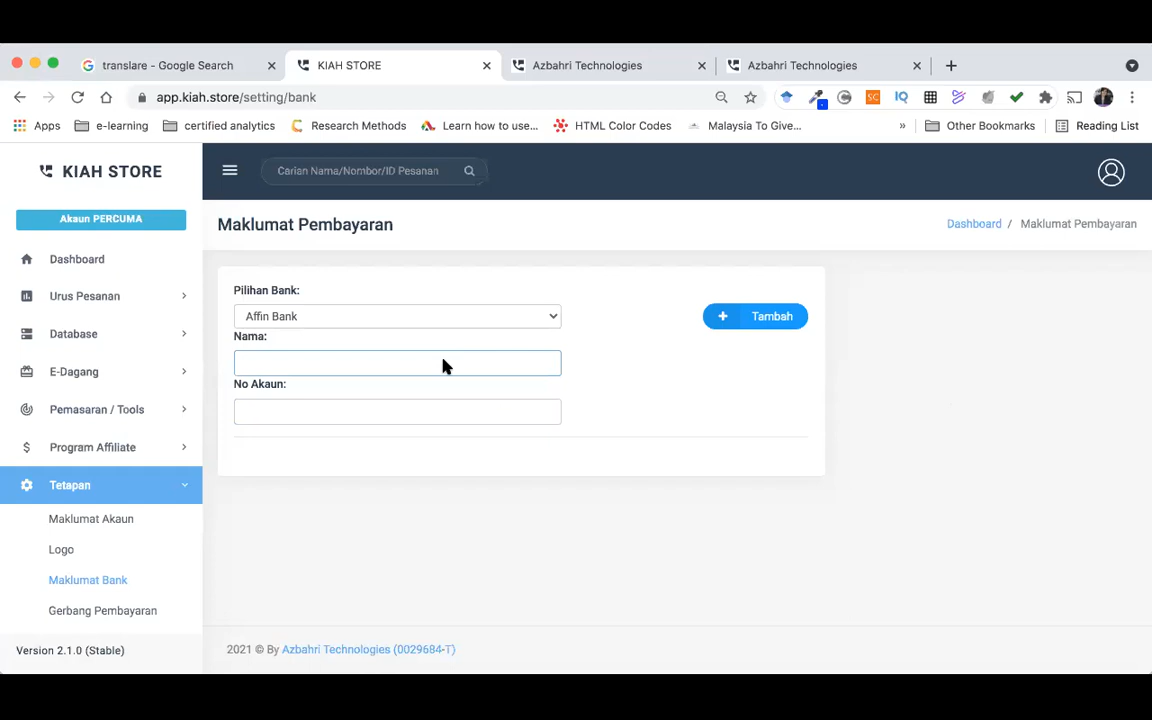 translare - Google Search
KIAH STORE
Azbahri Technologies
Azbahri Technologies
app.kiah.store/setting/bank
Apps
e-learning
certified analytics
Research Methods
Learn how to use...
HTML Color Codes
Malaysia To Give...
»
Other Bookmarks
Reading List
KIAH STORE
Carian Nama/Nombor/ID Pesanan
Akaun PERCUMA
Maklumat Pembayaran
Dashboard / Maklumat Pembayaran
Dashboard
Urus Pesanan
Database
E-Dagang
Pemasaran / Tools
Program Affiliate
Tetapan
Maklumat Akaun
Logo
Maklumat Bank
Gerbang Pembayaran
Version 2.1.0 (Stable)
Pilihan Bank:
Affin Bank
+ Tambah
Nama:
No Akaun:
2021 © By Azbahri Technologies (0029684-T)